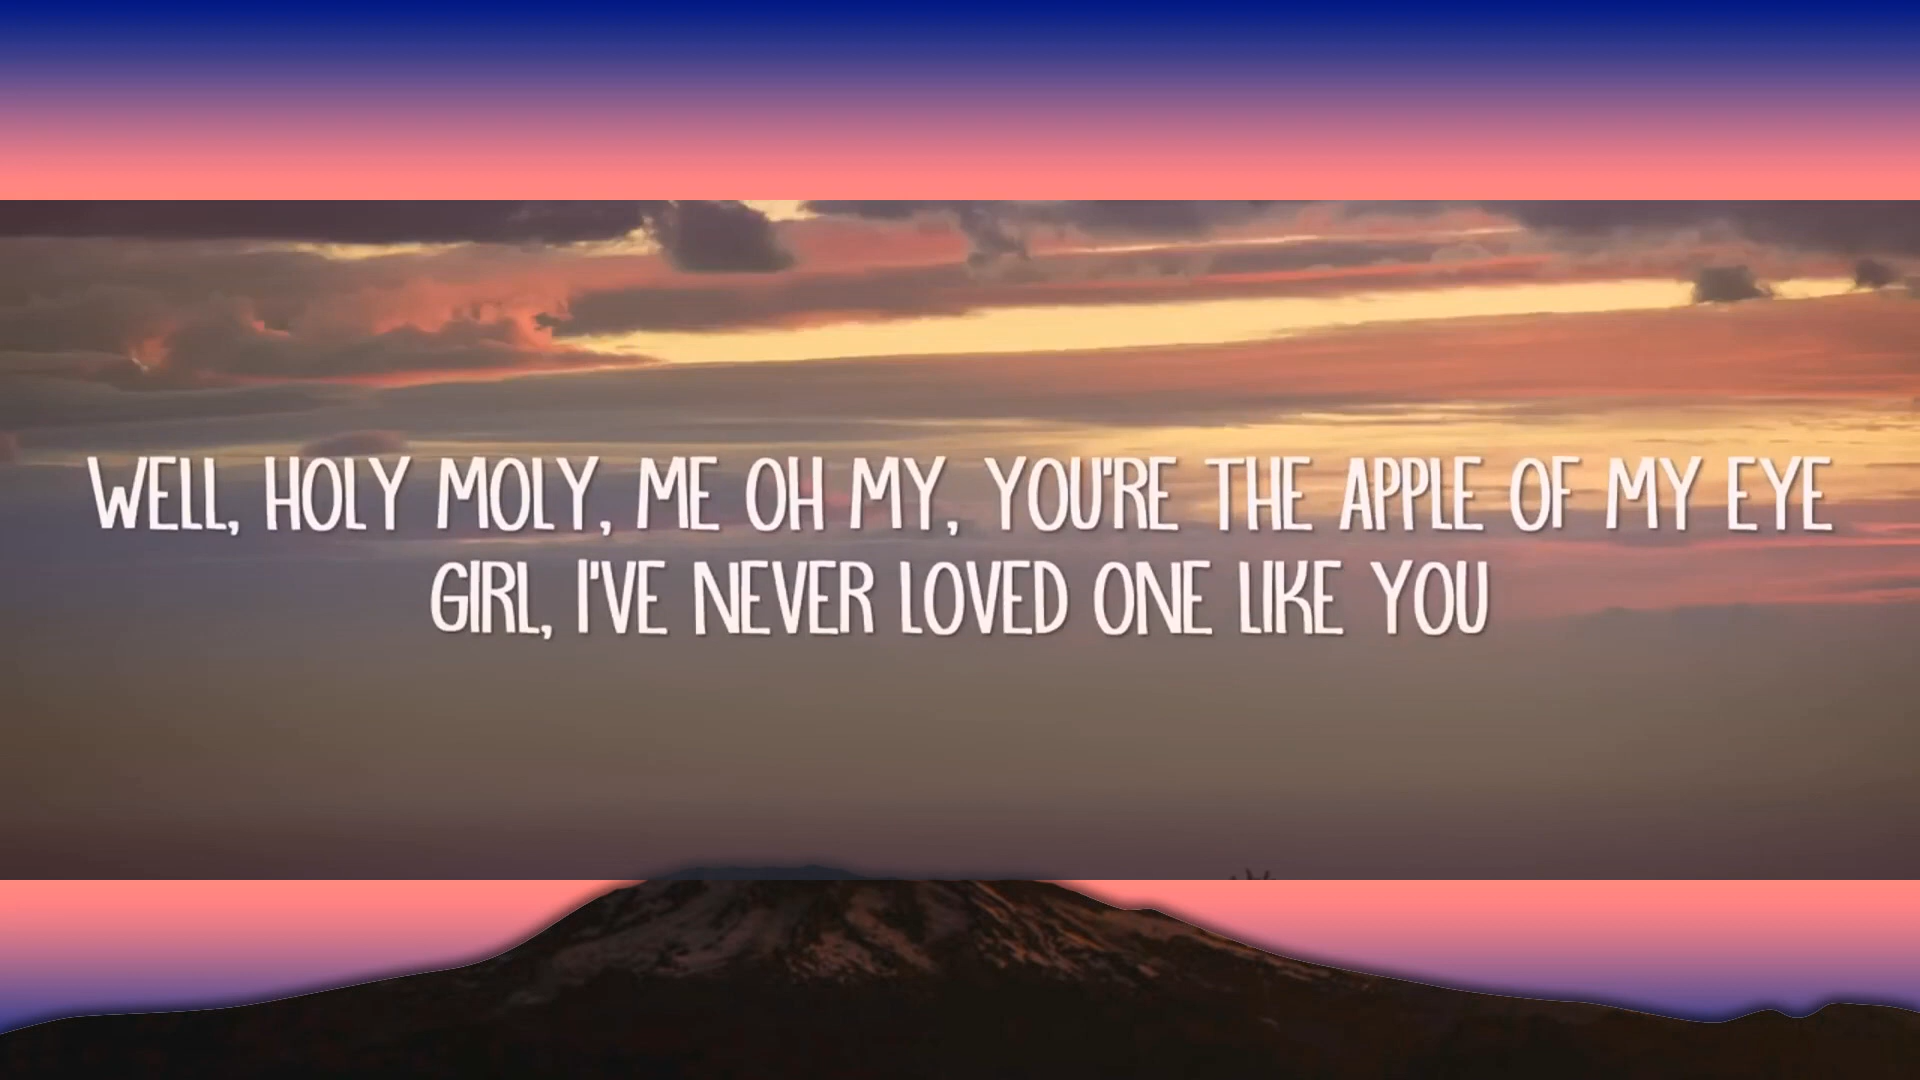 WELL, HOLY MOLY, ME OH MY, YOU'RE THE APPLE OF MY EYE
GIRL, I'VE NEVER LOVED ONE LIKE YOU